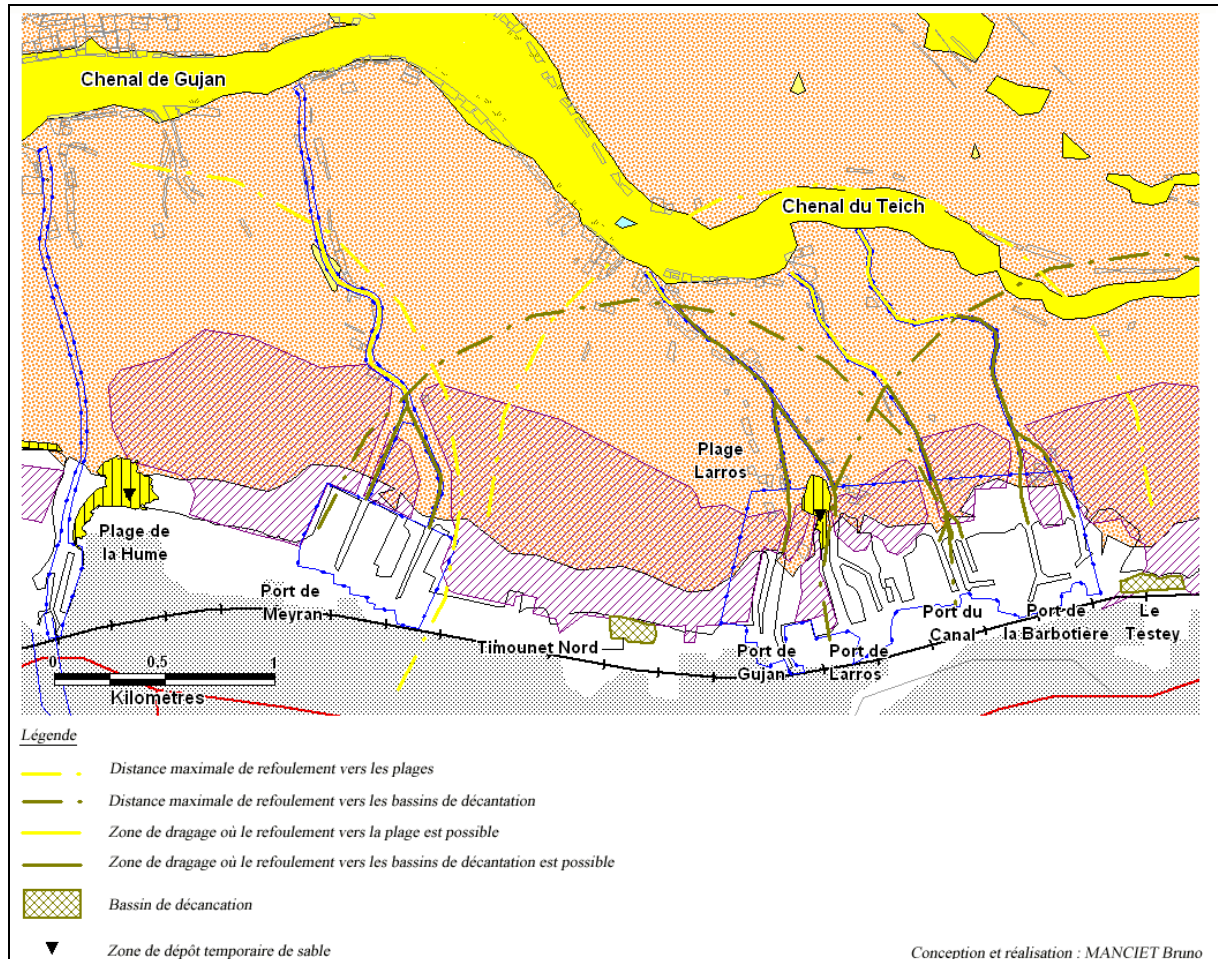 Chenal de Gujan
Chenal du Teich
Plage
Larros
Plage de
la Hume
Port de
Meyran
Timounet Nord
Port de
Gujan
Port de
Larros
Port du
Canal
Port de
la Barbotiere
Le
Testey
0 0.5 1
Kilometres
Légende
Distance maximale de refoulement vers les plages
Distance maximale de refoulement vers les bassins de décantation
Zone de dragage où le refoulement vers la plage est possible
Zone de dragage où le refoulement vers les bassins de décantation est possible
Bassin de décancation
Zone de dépôt temporaire de sable
Conception et réalisation : MANCIET Bruno